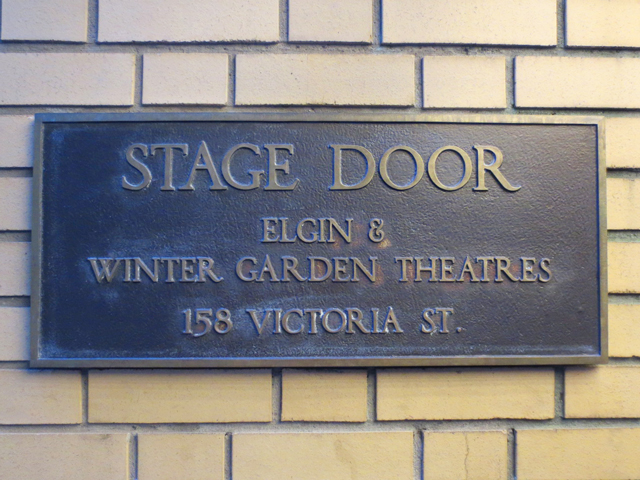 STAGE DOOR
ELGIN &
WINTER GARDEN THEATRES
158 VICTORIA ST.